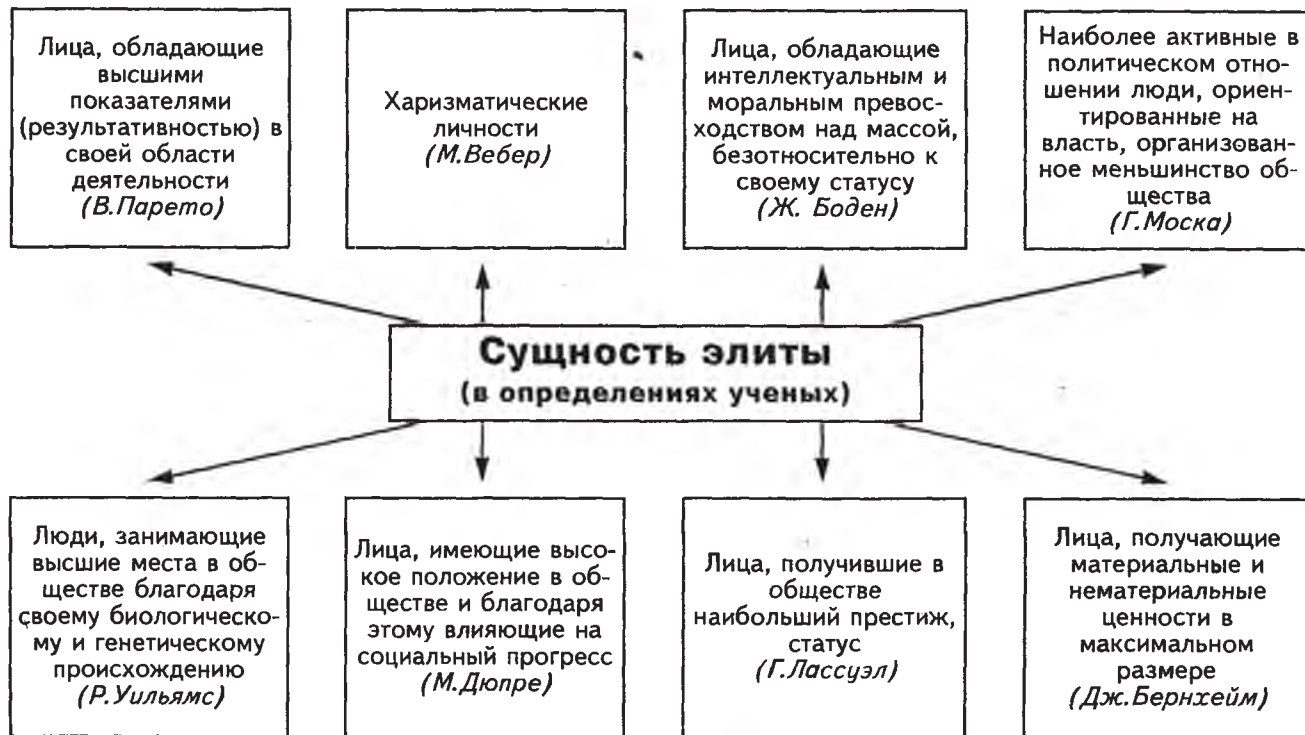 Лица, обладающие
высшими
показателями
(результативностью) в
своей области
деятельности
(В.Парето)
Харизматические
личности
(М.Вебер)
Лица, обладающие
интеллектуальным и
моральным превос-
ходством над массой,
безотносительно к
своему статусу
(Ж. Боден)
Наиболее активные в
политическом отно-
шении люди, ориен-
тированные на
власть, организован-
ное меньшинство об-
щества
(Г.Моска)
Сущность элиты
(в определениях ученых)
Люди, занимающие
высшие места в об-
ществе благодаря
своему биологическо-
му и генетическому
происхождению
(Р.Уильямс)
Лица, имеющие высо-
кое положение в об-
ществе и благодаря
этому влияющие на
социальный прогресс
(М.Дюпре)
Лица, получившие в
обществе
наибольший престиж,
статус
(Г.Лассуэл)
Лица, получающие
материальные и
нематериальные
ценности в
максимальном
размере
(Дж.Бернхейм)